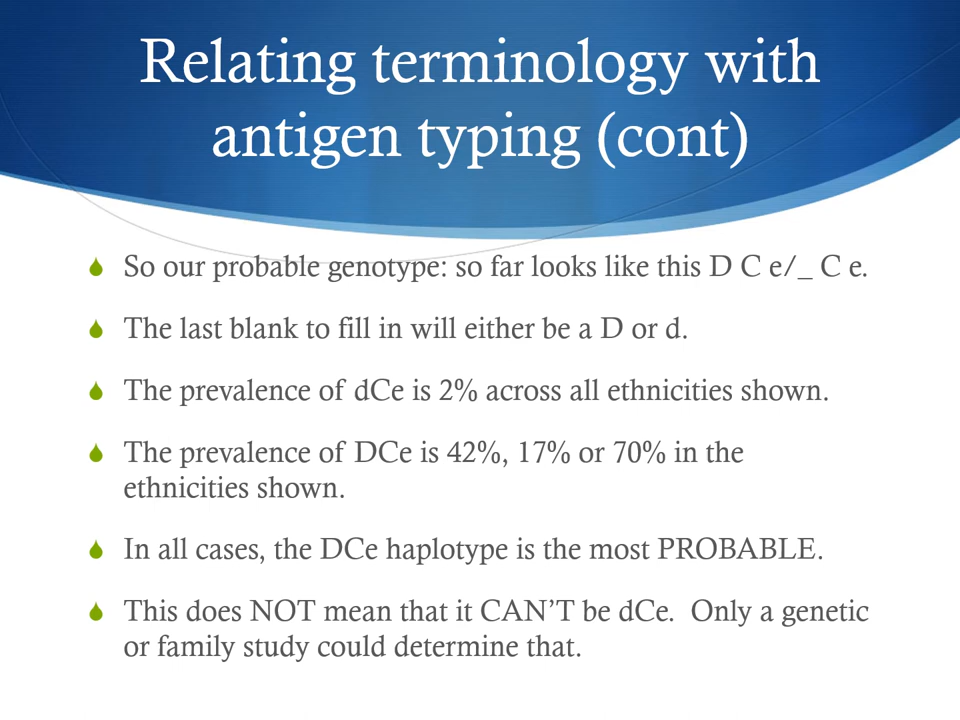 Relating terminology with
antigen typing (cont)
So our probable genotype: so far looks like this D C e/_ C e.
The last blank to fill in will either be a D or d.
The prevalence of dCe is 2% across all ethnicities shown.
The prevalence of DCe is 42%, 17% or 70% in the
ethnicities shown.
In all cases, the DCe haplotype is the most PROBABLE.
This does NOT mean that it CAN’T be dCe.  Only a genetic
or family study could determine that.